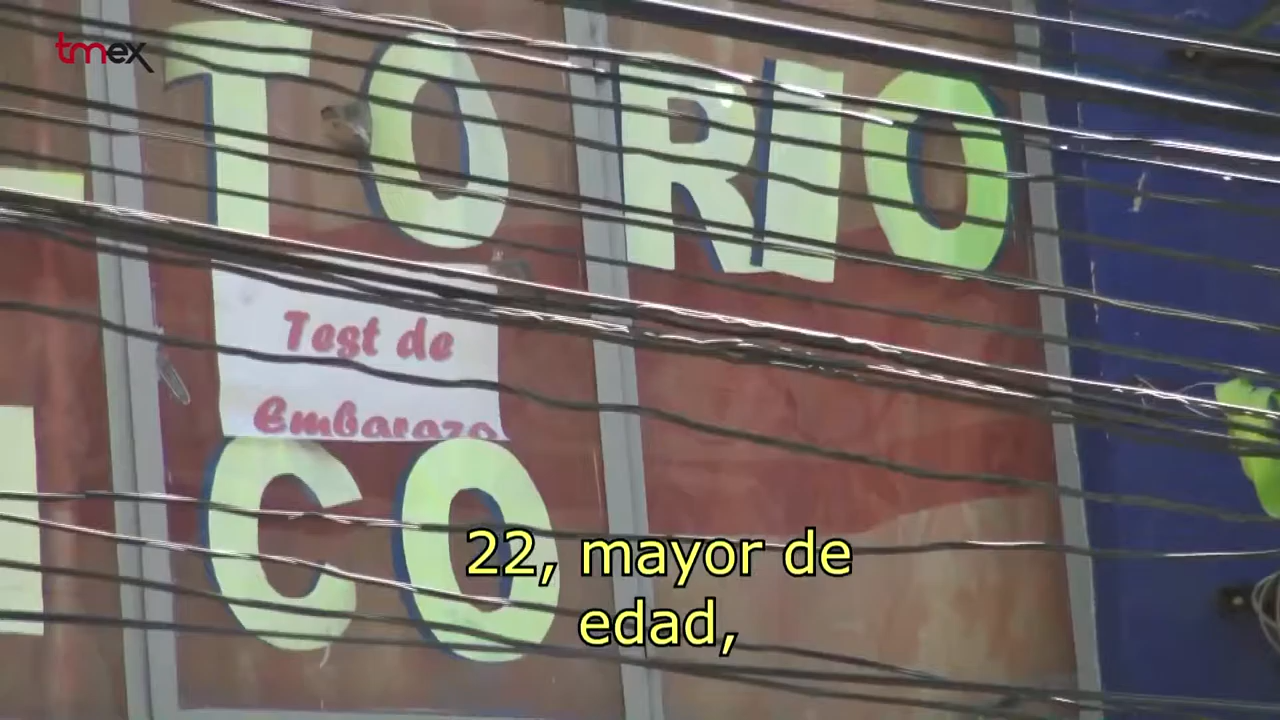 tmex
TORIO
Test de
Embarazo
CO
22, mayor de
edad,